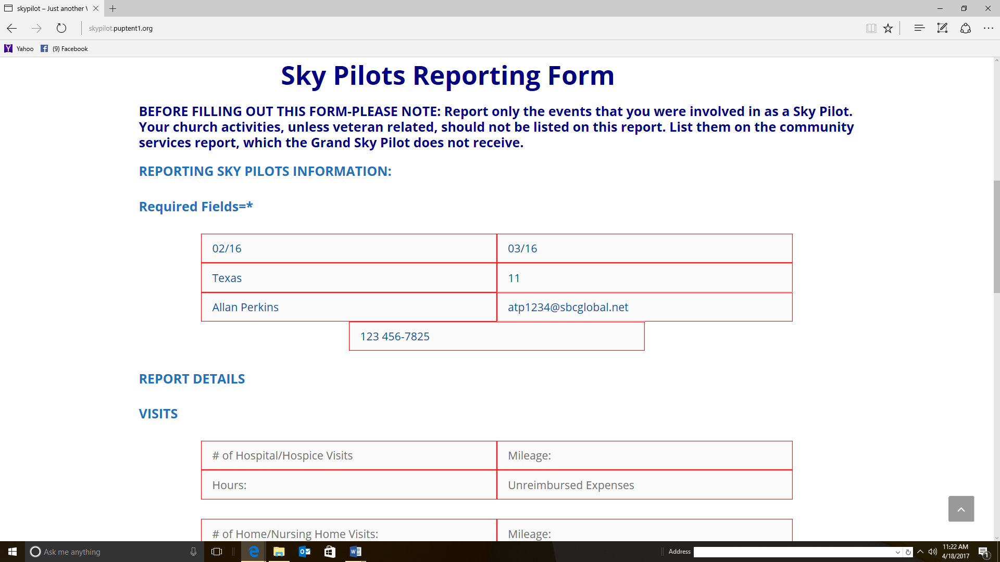 skypilot – Just another \
skypilot.puptent1.org
Yahoo (9) Facebook
Sky Pilots Reporting Form
BEFORE FILLING OUT THIS FORM-PLEASE NOTE: Report only the events that you were involved in as a Sky Pilot.
Your church activities, unless veteran related, should not be listed on this report. List them on the community
services report, which the Grand Sky Pilot does not receive.
REPORTING SKY PILOTS INFORMATION:
Required Fields=*
02/16 03/16
Texas 11
Allan Perkins atp1234@sbcglobal.net
123 456-7825
REPORT DETAILS
VISITS
# of Hospital/Hospice Visits Mileage:
Hours: Unreimbursed Expenses
# of Home/Nursing Home Visits: Mileage:
Ask me anything Address 11:22 AM
4/18/2017 1